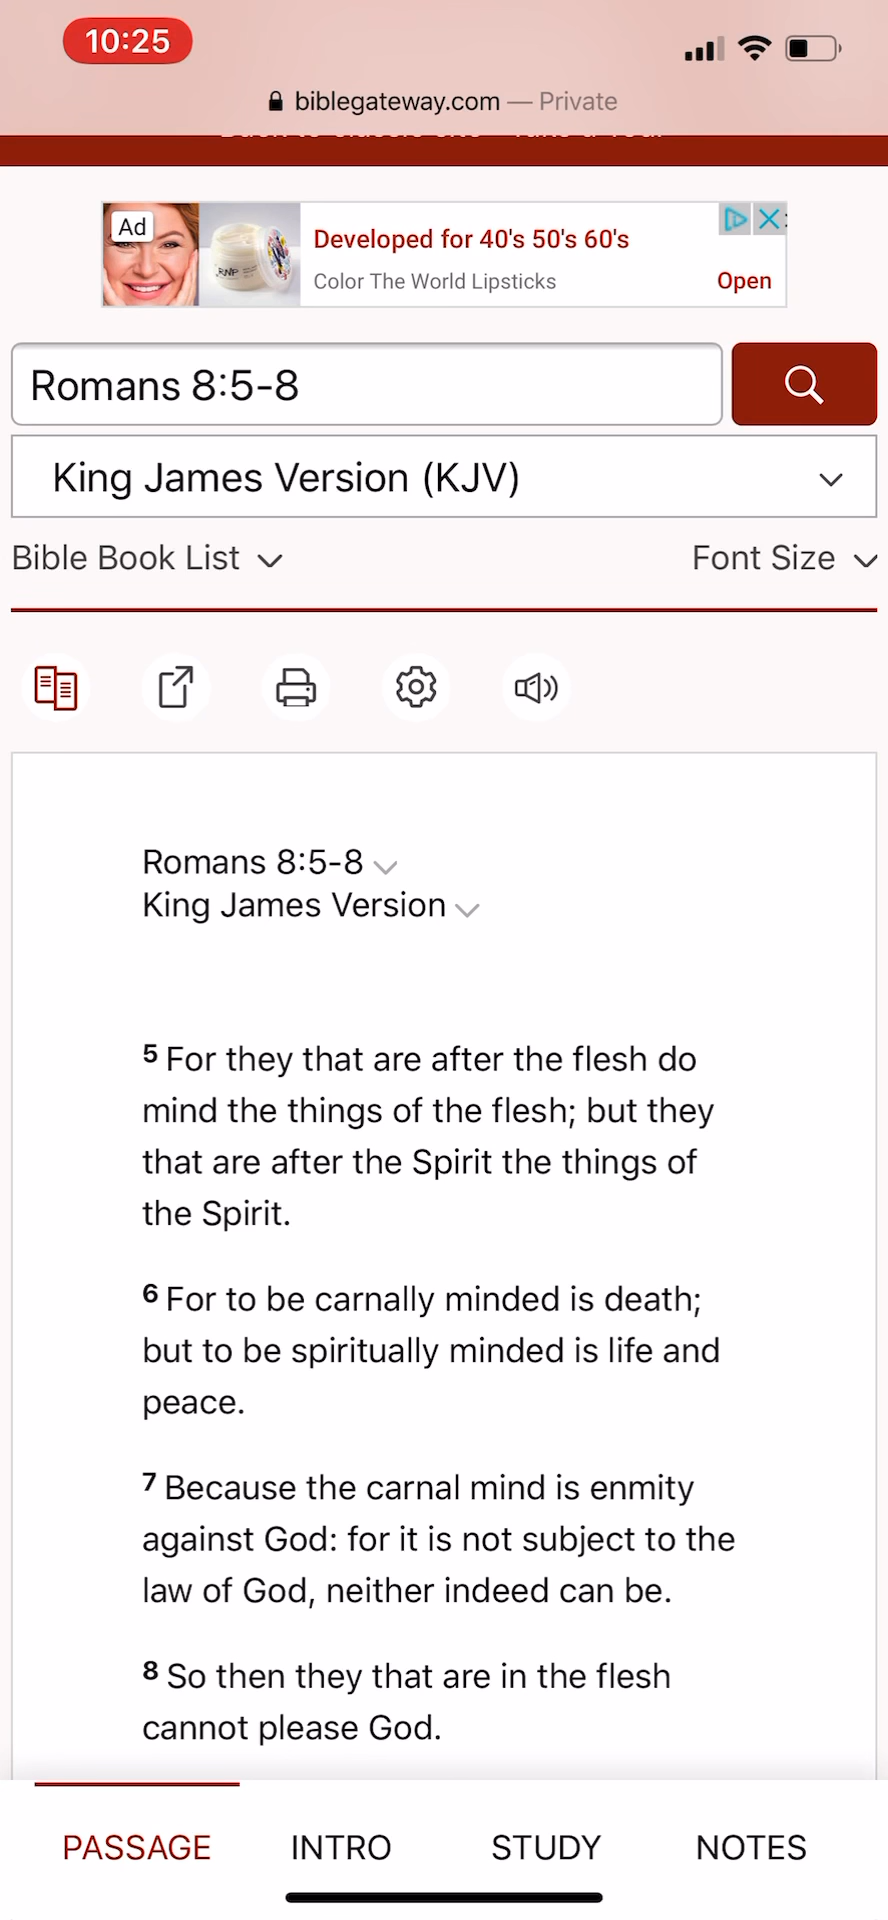 10:25
biblegateway.com — Private
Ad
Developed for 40's 50's 60's
Color The World Lipsticks
Open
RWP
Romans 8:5-8
King James Version (KJV)
Bible Book List
Font Size
Romans 8:5-8
King James Version
5 For they that are after the flesh do
mind the things of the flesh; but they
that are after the Spirit the things of
the Spirit.
6 For to be carnally minded is death;
but to be spiritually minded is life and
peace.
7 Because the carnal mind is enmity
against God: for it is not subject to the
law of God, neither indeed can be.
8 So then they that are in the flesh
cannot please God.
PASSAGE
INTRO
STUDY
NOTES